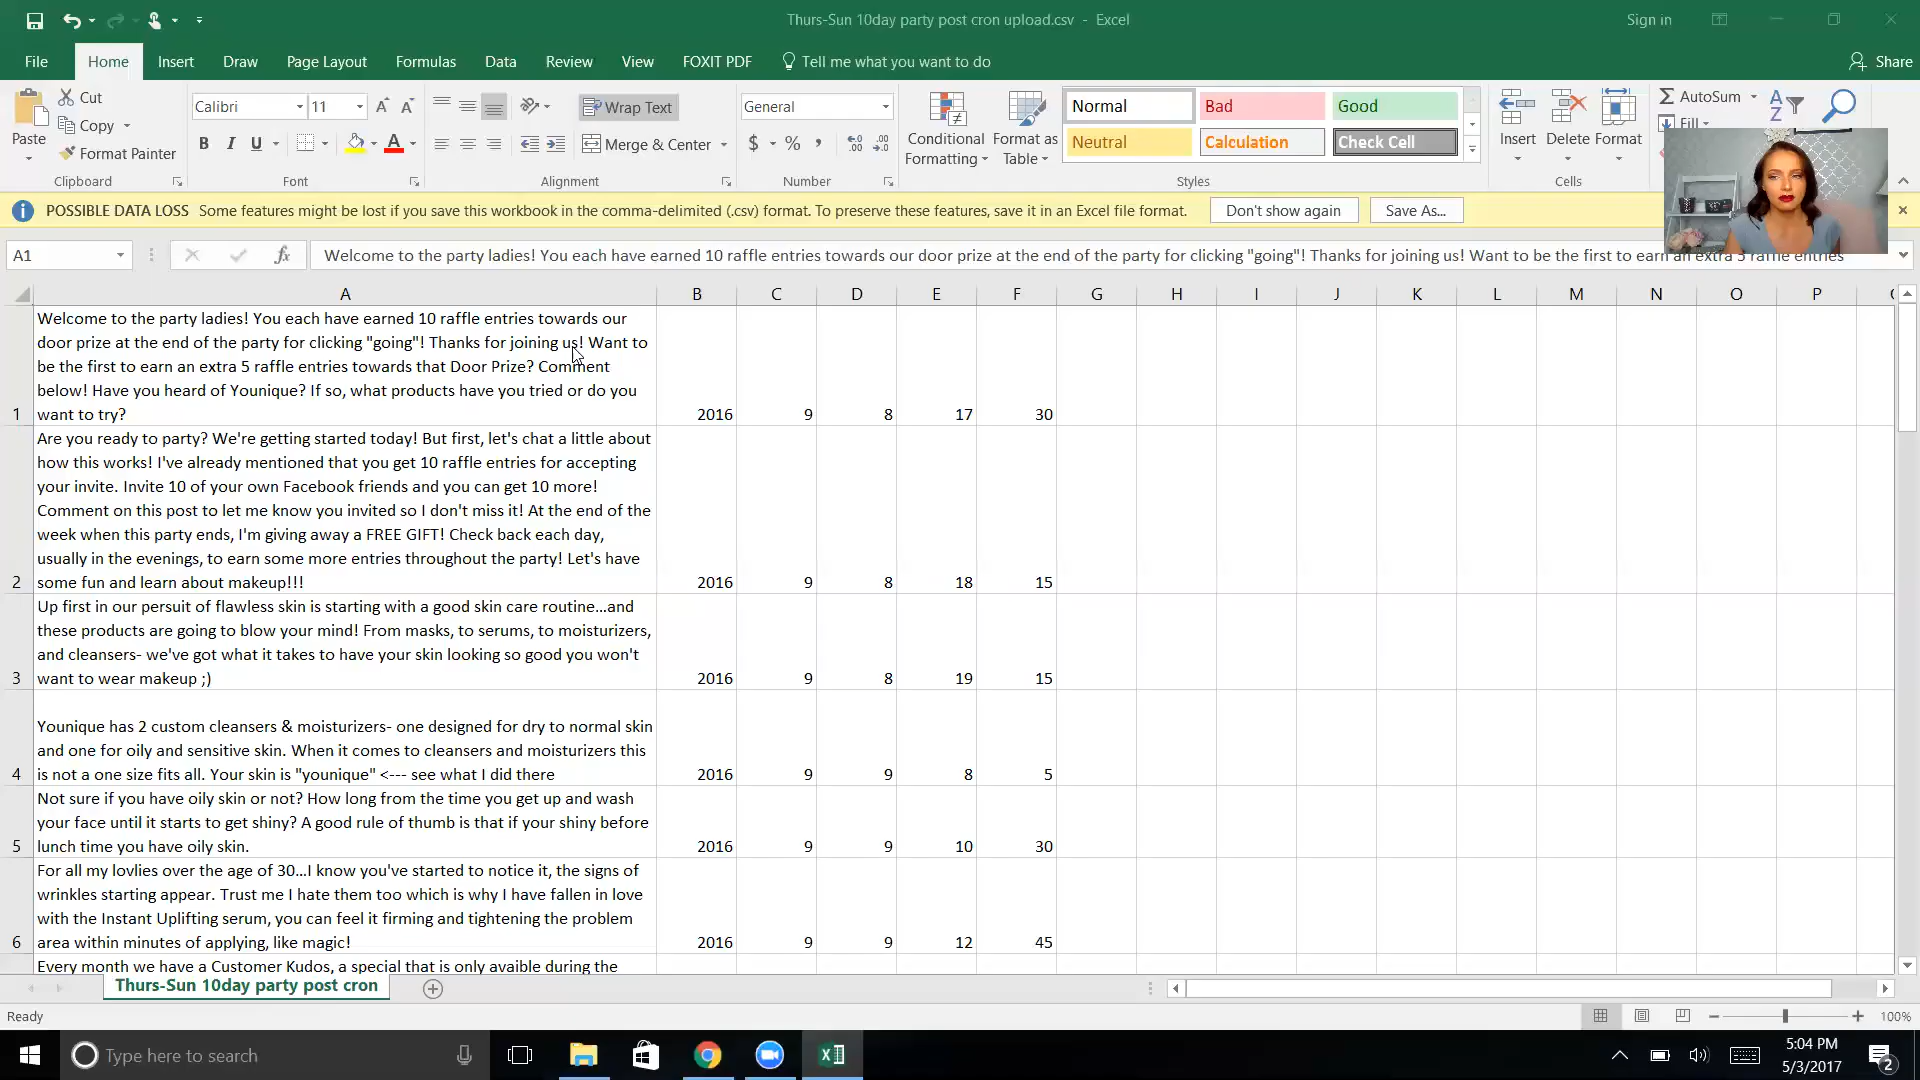 Thurs-Sun 10day party post cron upload.csv - Excel
Sign in
File Home Insert Draw Page Layout Formulas Data Review View FOXIT PDF Tell me what you want to do
Share
Paste
Cut
Copy
Format Painter
Clipboard
Calibri 11
B I U
Font
Wrap Text
Merge & Center
Alignment
General
$ % ,
Number
Conditional Formatting
Format as Table
Normal Bad Good
Neutral Calculation Check Cell
Styles
Insert Delete Format
Cells
AutoSum
Fill
POSSIBLE DATA LOSS Some features might be lost if you save this workbook in the comma-delimited (.csv) format. To preserve these features, save it in an Excel file format.
Don't show again
Save As...
A1
fx
Welcome to the party ladies! You each have earned 10 raffle entries towards our door prize at the end of the party for clicking "going"! Thanks for joining us! Want to be the first to earn an extra 5 raffle entries
A B C D E F G H I J K L M N O P
Welcome to the party ladies! You each have earned 10 raffle entries towards our
door prize at the end of the party for clicking "going"! Thanks for joining us! Want to
be the first to earn an extra 5 raffle entries towards that Door Prize? Comment
below! Have you heard of Younique? If so, what products have you tried or do you
1 want to try? 2016 9 8 17 30
Are you ready to party? We're getting started today! But first, let's chat a little about
how this works! I've already mentioned that you get 10 raffle entries for accepting
your invite. Invite 10 of your own Facebook friends and you can get 10 more!
Comment on this post to let me know you invited so I don't miss it! At the end of the
week when this party ends, I'm giving away a FREE GIFT! Check back each day,
usually in the evenings, to earn some more entries throughout the party! Let's have
2 some fun and learn about makeup!!! 2016 9 8 18 15
Up first in our persuit of flawless skin is starting with a good skin care routine...and
these products are going to blow your mind! From masks, to serums, to moisturizers,
and cleansers- we've got what it takes to have your skin looking so good you won't
3 want to wear makeup ;) 2016 9 8 19 15
Younique has 2 custom cleansers & moisturizers- one designed for dry to normal skin
and one for oily and sensitive skin. When it comes to cleansers and moisturizers this
4 is not a one size fits all. Your skin is "younique" <--- see what I did there 2016 9 9 8 5
Not sure if you have oily skin or not? How long from the time you get up and wash
your face until it starts to get shiny? A good rule of thumb is that if your shiny before
5 lunch time you have oily skin. 2016 9 9 10 30
For all my lovlies over the age of 30...I know you've started to notice it, the signs of
wrinkles starting appear. Trust me I hate them too which is why I have fallen in love
with the Instant Uplifting serum, you can feel it firming and tightening the problem
6 area within minutes of applying, like magic! 2016 9 9 12 45
Every month we have a Customer Kudos, a special that is only avaible during the
Thurs-Sun 10day party post cron
Ready
100%
Type here to search
5:04 PM
5/3/2017
2